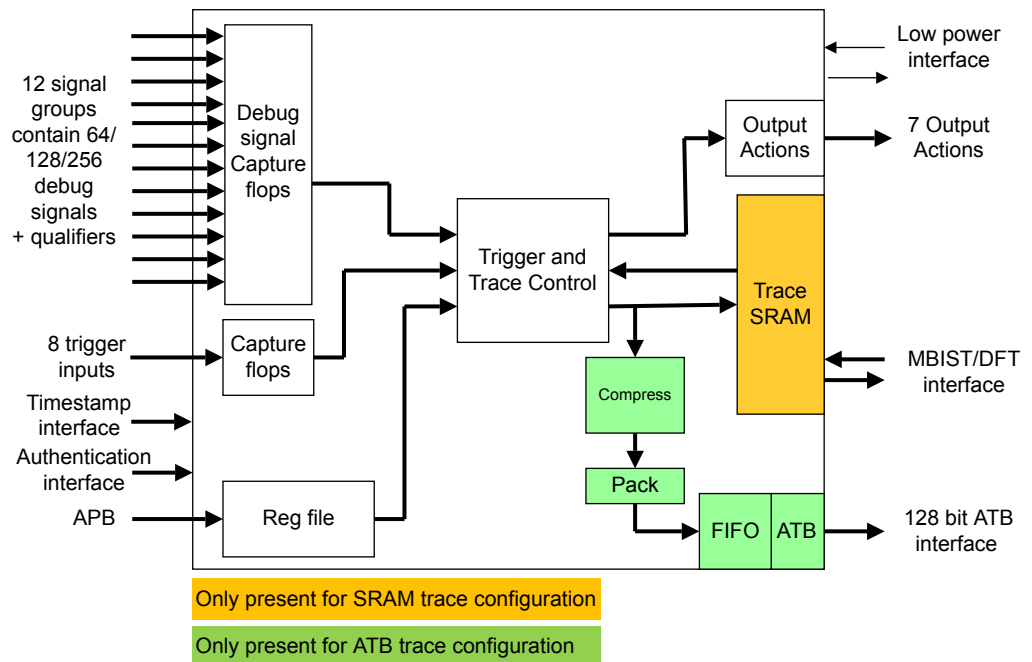 12 signal
groups
contain 64/
128/256
debug
signals
+ qualifiers
Debug
signal
Capture
flops
8 trigger
inputs
Capture
flops
Timestamp
interface
Authentication
interface
APB
Reg file
Trigger and
Trace Control
Compress
Pack
FIFO
ATB
Output
Actions
Trace
SRAM
Low power
interface
7 Output
Actions
MBIST/DFT
interface
128 bit ATB
interface
Only present for SRAM trace configuration
Only present for ATB trace configuration